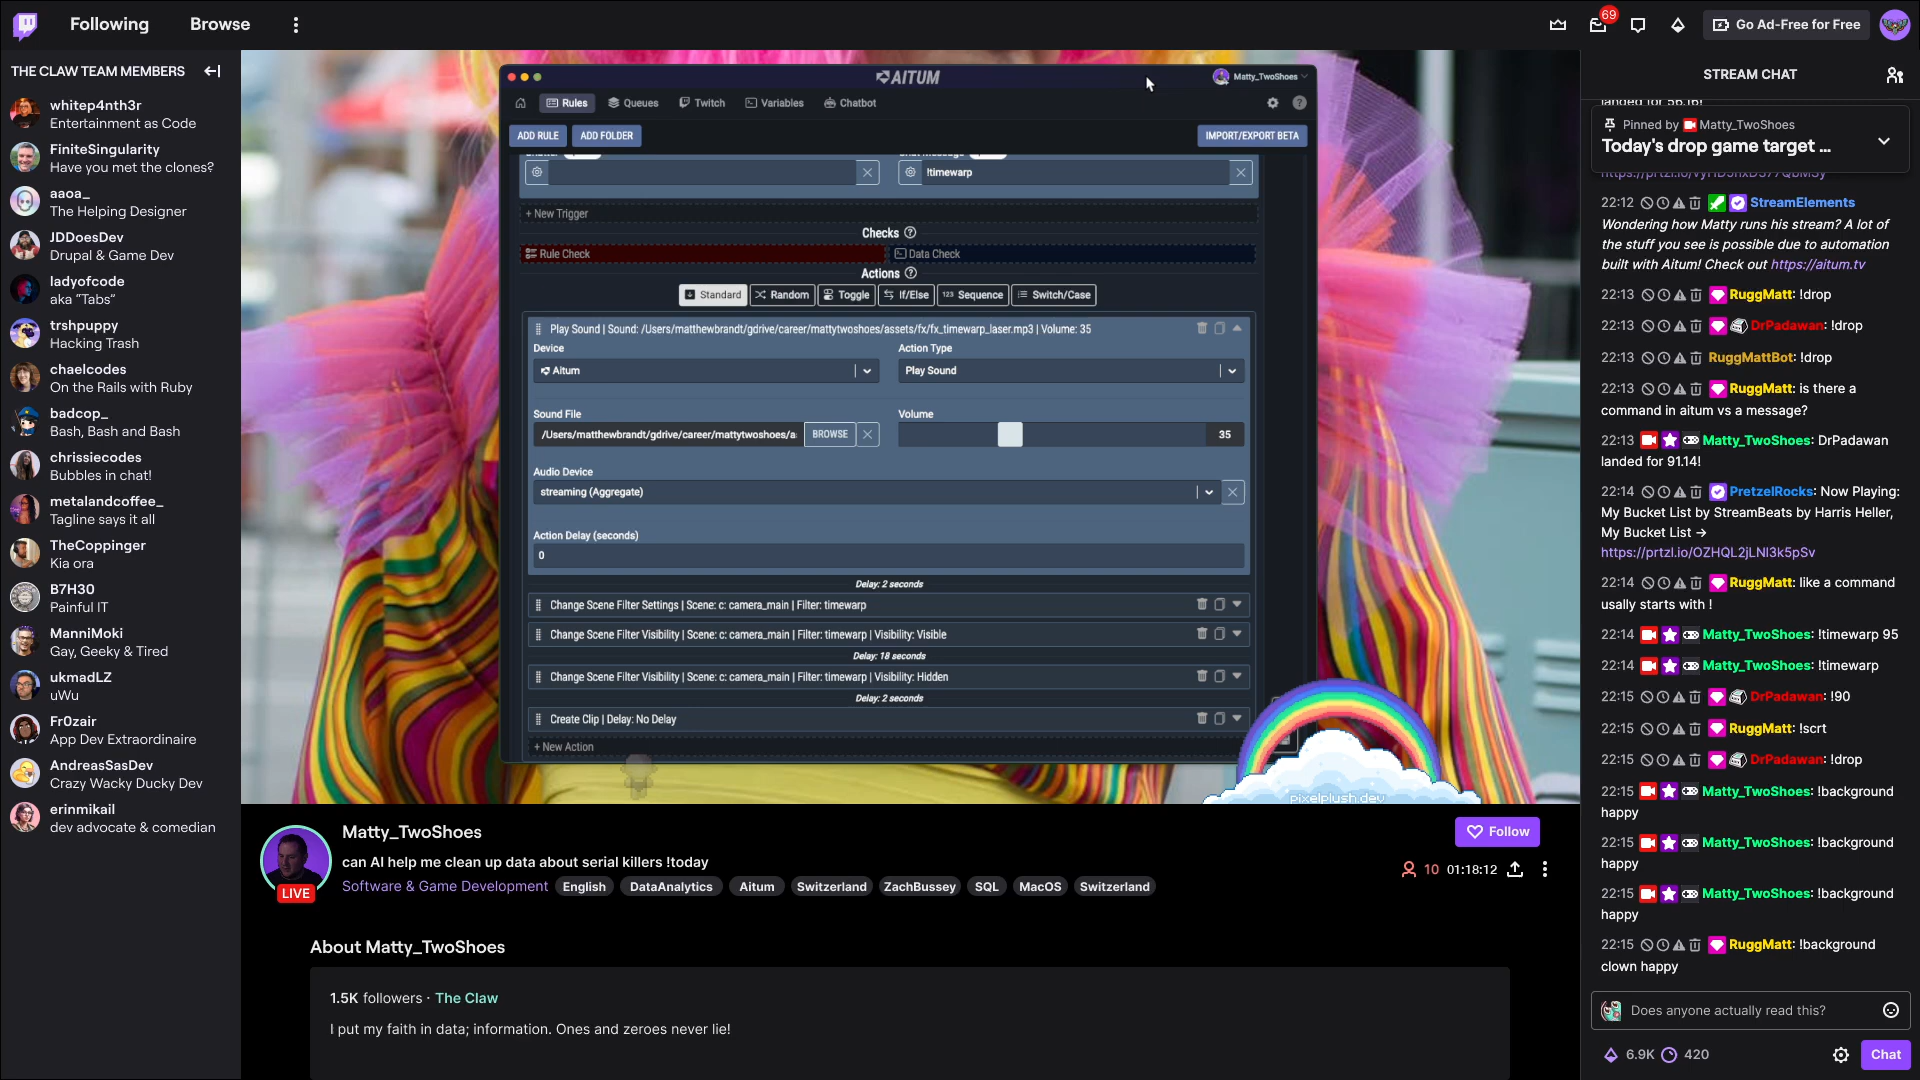 Following
Browse
69
Go Ad-Free for Free
THE CLAW TEAM MEMBERS
whitep4nth3r
Entertainment as Code
FiniteSingularity
Have you met the clones?
aaoa_
The Helping Designer
JDDoesDev
Drupal & Game Dev
ladyofcode
aka “Tabs”
trshpuppy
Hacking Trash
chaelcodes
On the Rails with Ruby
badcop_
Bash, Bash and Bash
chrissiecodes
Bubbles in chat!
metalandcoffee_
Tagline says it all
TheCoppinger
Kia ora
B7H30
Painful IT
ManniMoki
Gay, Geeky & Tired
ukmadLZ
uWu
Fr0zair
App Dev Extraordinaire
AndreasSasDev
Crazy Wacky Ducky Dev
erinmikail
dev advocate & comedian
AITUM
Matty_TwoShoes
Rules
Queues
Twitch
Variables
Chatbot
ADD RULE
ADD FOLDER
IMPORT/EXPORT BETA
!timewarp
+ New Trigger
Checks
Rule Check
Data Check
Actions
Standard
Random
Toggle
If/Else
123 Sequence
Switch/Case
Play Sound | Sound: /Users/matthewbrandt/gdrive/career/mattytwoshoes/assets/fx/fx_timewarp_laser.mp3 | Volume: 35
Device
Action Type
Aitum
Play Sound
Sound File
Volume
/Users/matthewbrandt/gdrive/career/mattytwoshoes/a
BROWSE
35
Audio Device
streaming (Aggregate)
Action Delay (seconds)
0
Delay: 2 seconds
Change Scene Filter Settings | Scene: c: camera_main | Filter: timewarp
Change Scene Filter Visibility | Scene: c: camera_main | Filter: timewarp | Visibility: Visible
Delay: 18 seconds
Change Scene Filter Visibility | Scene: c: camera_main | Filter: timewarp | Visibility: Hidden
Delay: 2 seconds
Create Clip | Delay: No Delay
+ New Action
pixelplush.dev
LIVE
Matty_TwoShoes
can AI help me clean up data about serial killers !today
Software & Game Development
English
DataAnalytics
Aitum
Switzerland
ZachBussey
SQL
MacOS
Switzerland
Follow
10
01:18:12
About Matty_TwoShoes
1.5K followers · The Claw
I put my faith in data; information. Ones and zeroes never lie!
STREAM CHAT
landed for 56.16!
Pinned by Matty_TwoShoes
Today's drop game target ...
22:12 StreamElements
Wondering how Matty runs his stream? A lot of
the stuff you see is possible due to automation
built with Aitum! Check out https://aitum.tv
22:13 RuggMatt: !drop
22:13 DrPadawan: !drop
22:13 RuggMattBot: !drop
22:13 RuggMatt: is there a
command in aitum vs a message?
22:13 Matty_TwoShoes: DrPadawan
landed for 91.14!
22:14 PretzelRocks: Now Playing:
My Bucket List by StreamBeats by Harris Heller,
My Bucket List →
https://prtzl.io/OZHQL2jLNl3k5pSv
22:14 RuggMatt: like a command
usally starts with !
22:14 Matty_TwoShoes: !timewarp 95
22:14 Matty_TwoShoes: !timewarp
22:15 DrPadawan: !90
22:15 RuggMatt: !scrt
22:15 DrPadawan: !drop
22:15 Matty_TwoShoes: !background
happy
22:15 Matty_TwoShoes: !background
happy
22:15 Matty_TwoShoes: !background
happy
22:15 RuggMatt: !background
clown happy
Does anyone actually read this?
6.9K
420
Chat